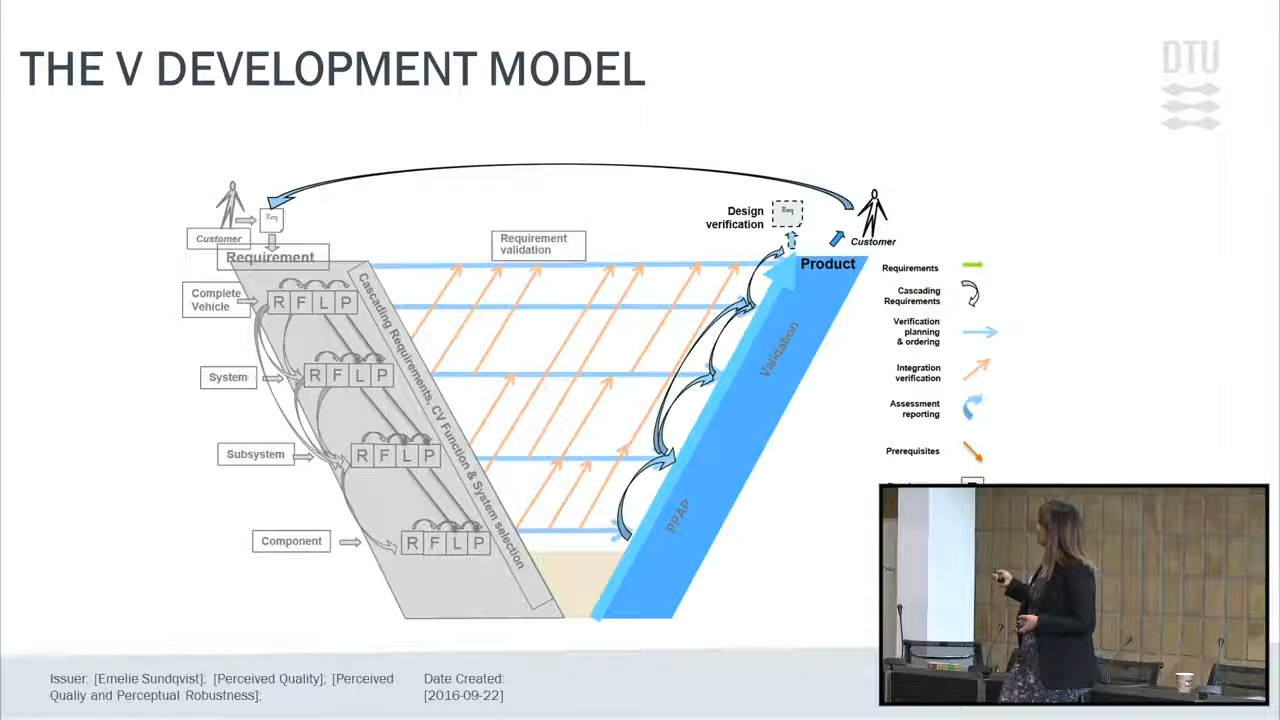 THE V DEVELOPMENT MODEL
DTU
Customer
Req
Requirement
Requirement
validation
Design
verification
Req
Customer
Product
Complete
Vehicle
R F L P
System
R F L P
Subsystem
R F L P
Component
R F L P
Cascading Requirements, CV Function & System selection
Validation
PPAP
Requirements
Cascading
Requirements
Verification
planning
& ordering
Integration
verification
Assessment
reporting
Prerequisites
Issuer: [Emelie Sundqvist], [Perceived Quality], [Perceived
Qualiy and Perceptual Robustness],
Date Created:
[2016-09-22]